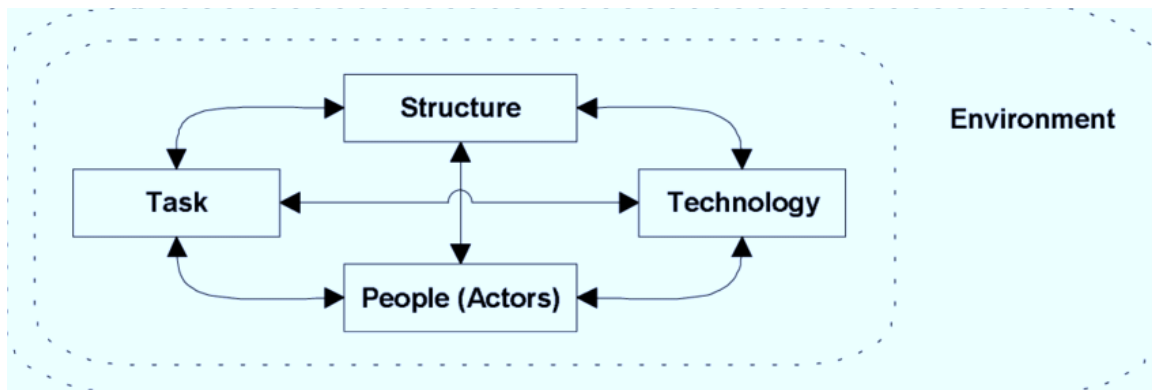 Structure
Environment
Task
Technology
People (Actors)